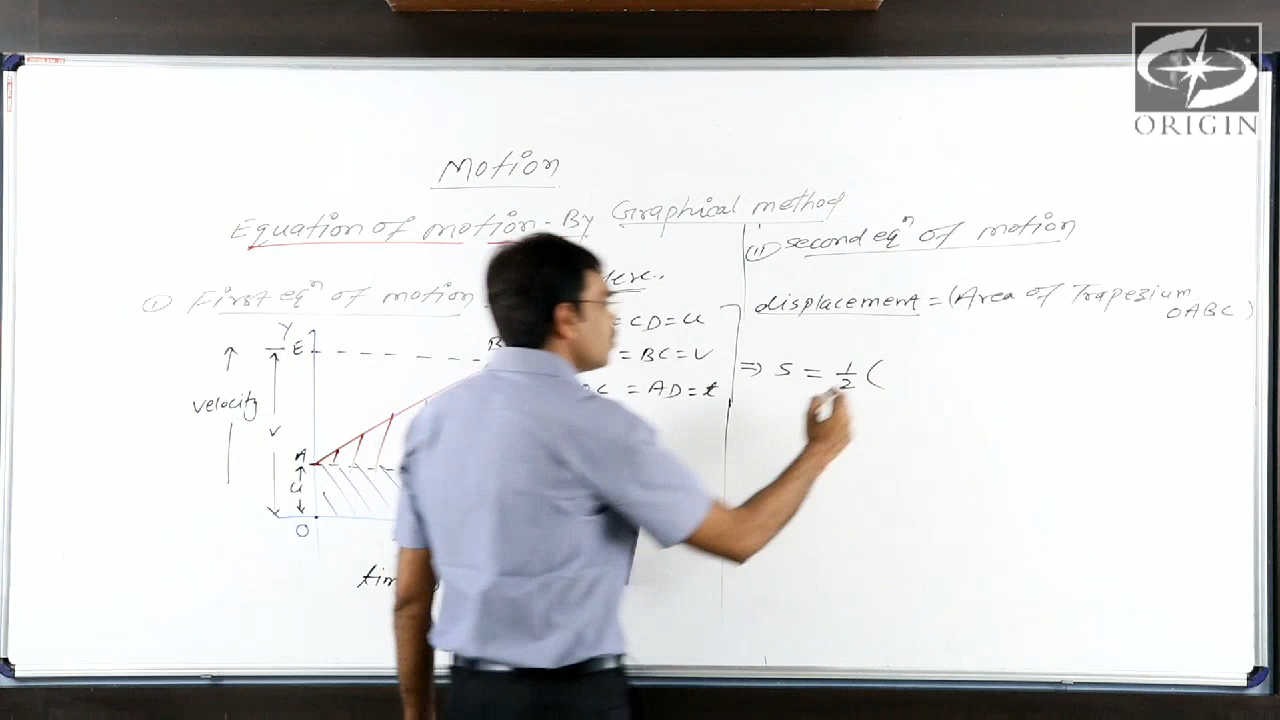 ORIGIN
Motion
Equation of motion - By Graphical method
(i) First eqⁿ of motion
= CD = u
= BC = v
OC = AD = t
Y
E
B
velocity
v
A
u
O
(ii) second eqⁿ of motion
displacement = (Area of Trapezium
OABC)
⇒ S = 1/2 (